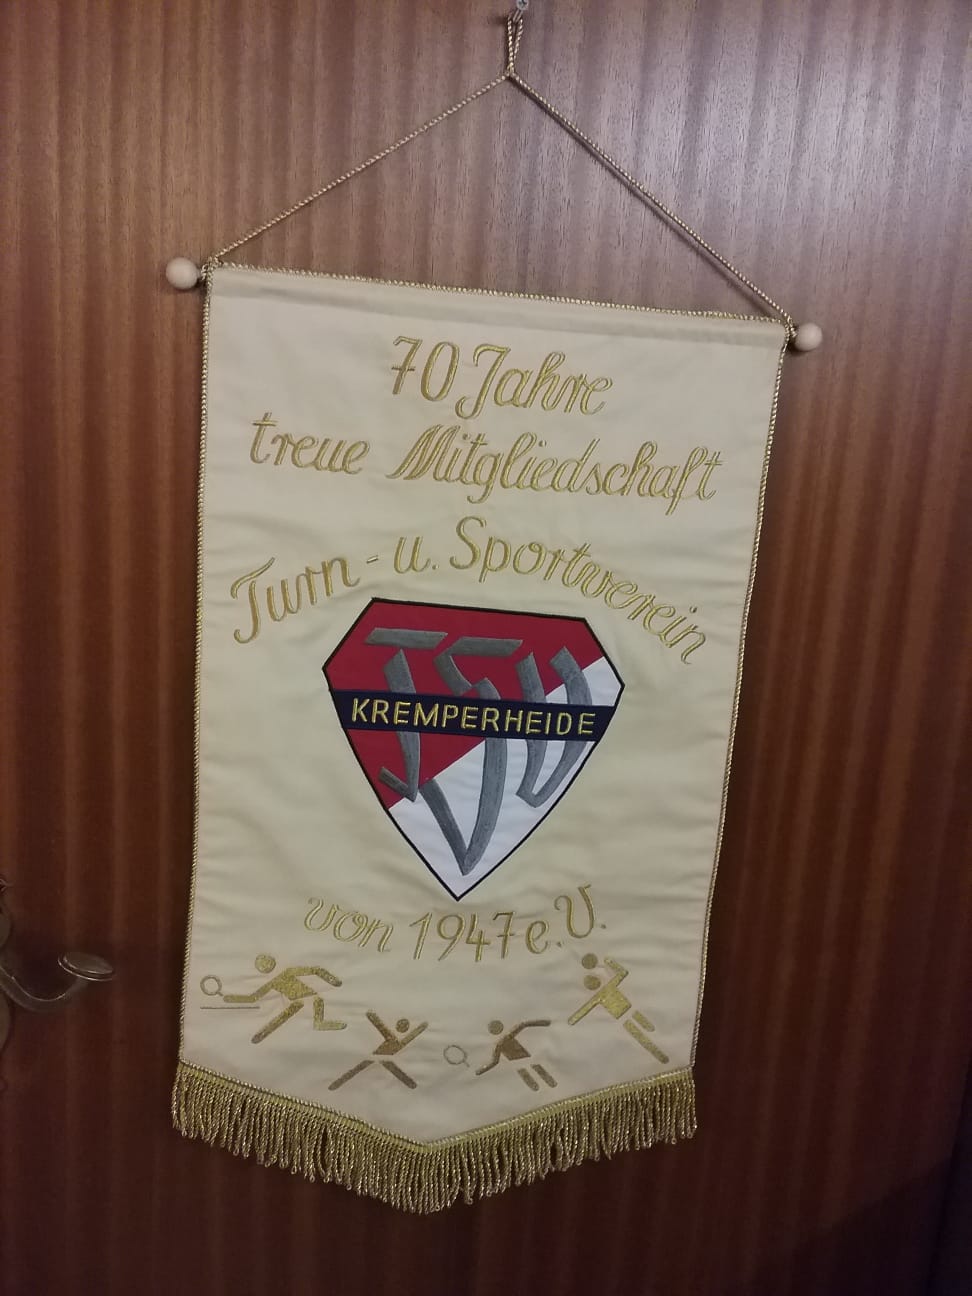 70 Jahre
treue Mitgliedschaft
Turn- u. Sportverein
TSV
KREMPERHEIDE
von 1947 e.V.